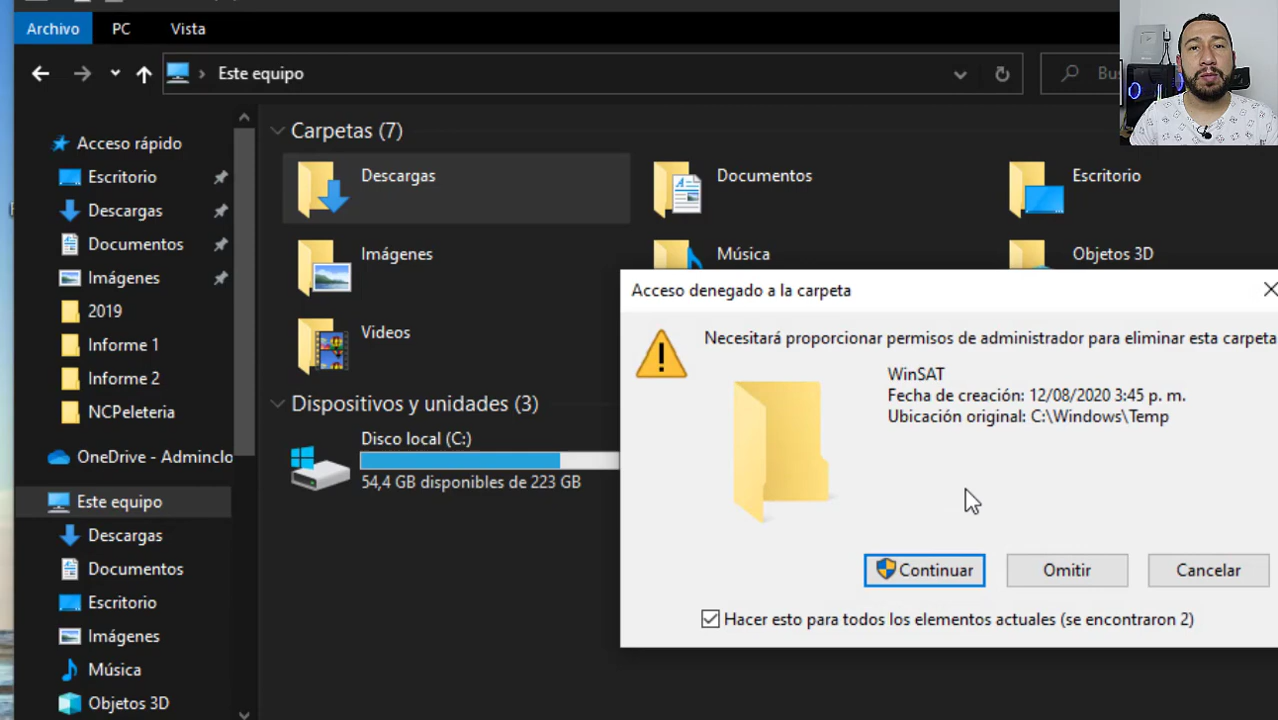 Archivo PC Vista
Este equipo
Carpetas (7)
Acceso rápido
Escritorio
Descargas
Documentos
Imágenes
2019
Informe 1
Informe 2
NCPeleteria
OneDrive - Adminclo
Este equipo
Descargas
Documentos
Escritorio
Imágenes
Música
Objetos 3D
Descargas Documentos Escritorio
Imágenes Música Objetos 3D
Videos
Dispositivos y unidades (3)
Disco local (C:)
54,4 GB disponibles de 223 GB
Acceso denegado a la carpeta
Necesitará proporcionar permisos de administrador para eliminar esta carpeta
WinSAT
Fecha de creación: 12/08/2020 3:45 p. m.
Ubicación original: C:\Windows\Temp
Continuar Omitir Cancelar
Hacer esto para todos los elementos actuales (se encontraron 2)